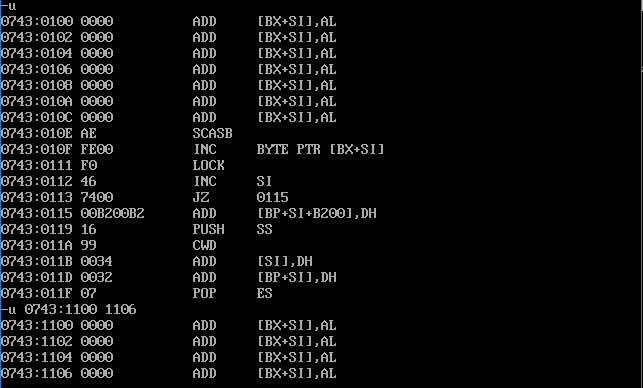 -u
0743:0100 0000 ADD [BX+SI],AL
0743:0102 0000 ADD [BX+SI],AL
0743:0104 0000 ADD [BX+SI],AL
0743:0106 0000 ADD [BX+SI],AL
0743:0108 0000 ADD [BX+SI],AL
0743:010A 0000 ADD [BX+SI],AL
0743:010C 0000 ADD [BX+SI],AL
0743:010E AE SCASB
0743:010F FE00 INC BYTE PTR [BX+SI]
0743:0111 F0 LOCK
0743:0112 46 INC SI
0743:0113 7400 JZ 0115
0743:0115 00B200B2 ADD [BP+SI+B200],DH
0743:0119 16 PUSH SS
0743:011A 99 CWD
0743:011B 0034 ADD [SI],DH
0743:011D 0032 ADD [BP+SI],DH
0743:011F 07 POP ES
-u 0743:1100 1106
0743:1100 0000 ADD [BX+SI],AL
0743:1102 0000 ADD [BX+SI],AL
0743:1104 0000 ADD [BX+SI],AL
0743:1106 0000 ADD [BX+SI],AL